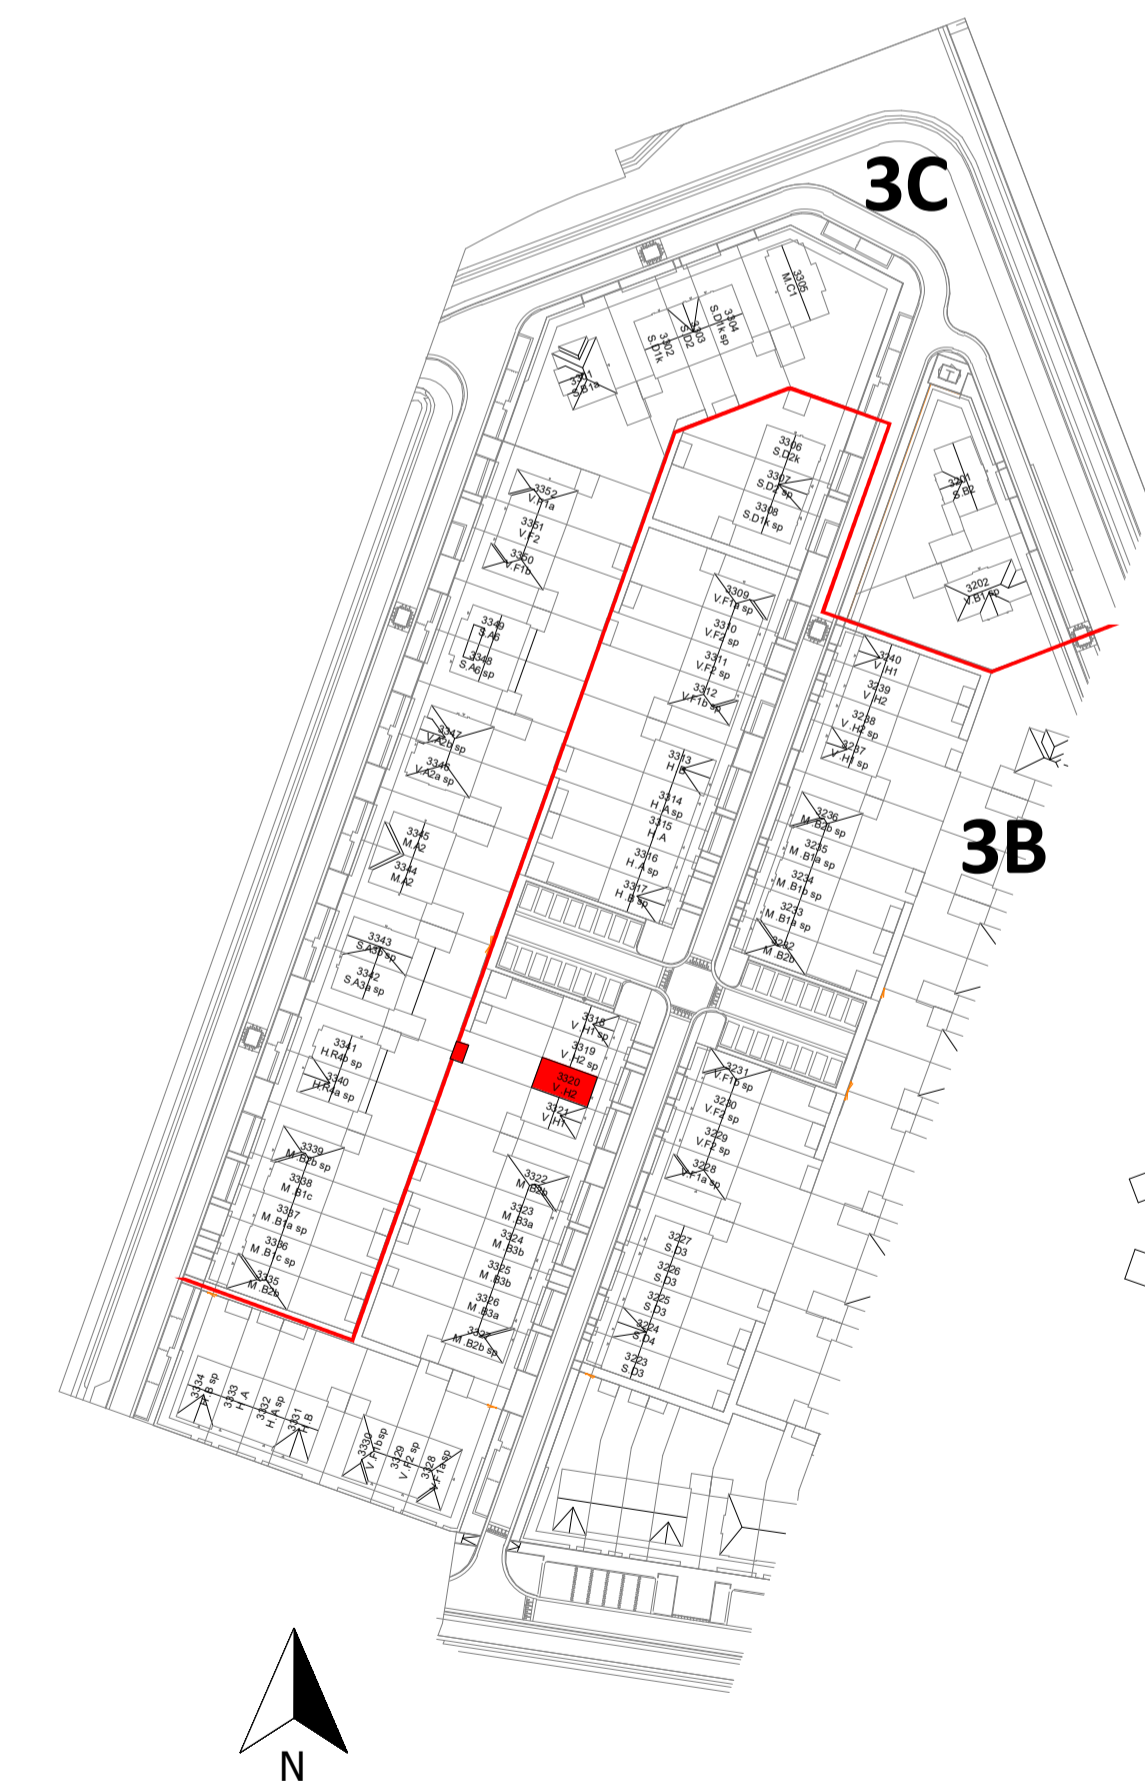 3C
3305
M.C1
3304
S.D1k sp
3303
S.D2
3302
S.D1k
3301
S.B1a
3306
S.D2k
3307
S.D2 sp
3308
S.D1k sp
3201
S.B2
3202
V.B1 sp
3352
V.F1a
3351
V.F2
3350
V.F1b
3309
V.F1a sp
3310
V.F2 sp
3311
V.F2 sp
3312
V.F1b sp
3349
S.A6
3348
S.A6 sp
3240
V.H1
3239
V.H2
3238
V.H2 sp
3237
V.H1 sp
3347
V.A2b sp
3346
V.A2a sp
3313
H.B
3314
H.A sp
3315
H.A
3316
H.A sp
3317
H.B sp
3B
3236
M.B2b sp
3235
M.B1a sp
3234
M.B1b sp
3233
M.B1a sp
3232
M.B2b
3345
M.A2
3344
M.A2
3343
S.A3b sp
3342
S.A3a sp
3341
H.R4b sp
3340
H.R4a sp
3318
V.H1 sp
3319
V.H2 sp
3320
V.H2
3321
V.H1
3231
V.F1b sp
3230
V.F2 sp
3229
V.F2 sp
3228
V.F1a sp
3339
M.B2b sp
3338
M.B1c
3337
M.B1a sp
3336
M.B1c sp
3335
M.B2b
3322
M.B2b
3323
M.B3a
3324
M.B3b
3325
M.B3b
3326
M.B3a
3327
M.B2b sp
3227
S.D3
3226
S.D3
3225
S.D3
3224
S.D4
3223
S.D3
3334
H.B sp
3333
H.A
3332
H.A sp
3331
H.B
3330
V.F1b sp
3329
V.F2 sp
3328
V.F1a sp
N